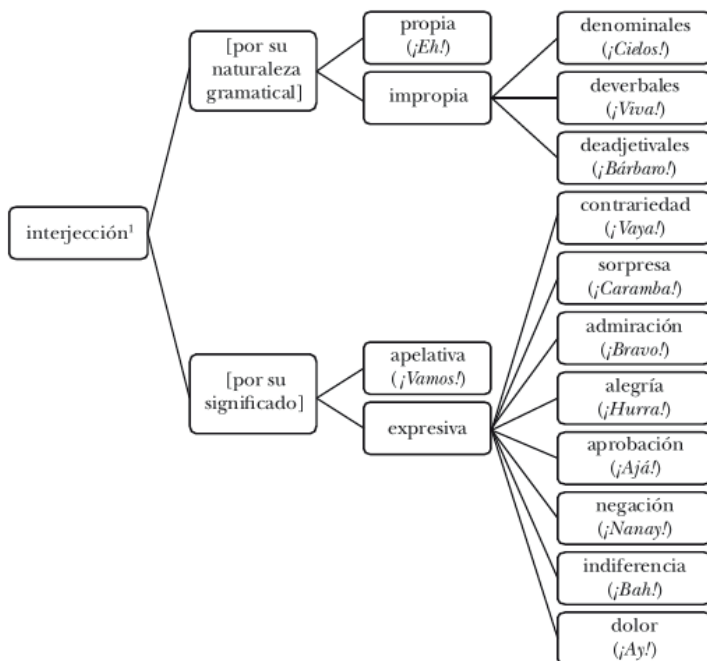 interjección¹
[por su
naturaleza
gramatical]
propia
(¡Eh!)
impropia
denominales
(¡Cielos!)
deverbales
(¡Viva!)
deadjetivales
(¡Bárbaro!)
[por su
significado]
apelativa
(¡Vamos!)
expresiva
contrariedad
(¡Vaya!)
sorpresa
(¡Caramba!)
admiración
(¡Bravo!)
alegría
(¡Hurra!)
aprobación
(¡Ajá!)
negación
(¡Nanay!)
indiferencia
(¡Bah!)
dolor
(¡Ay!)